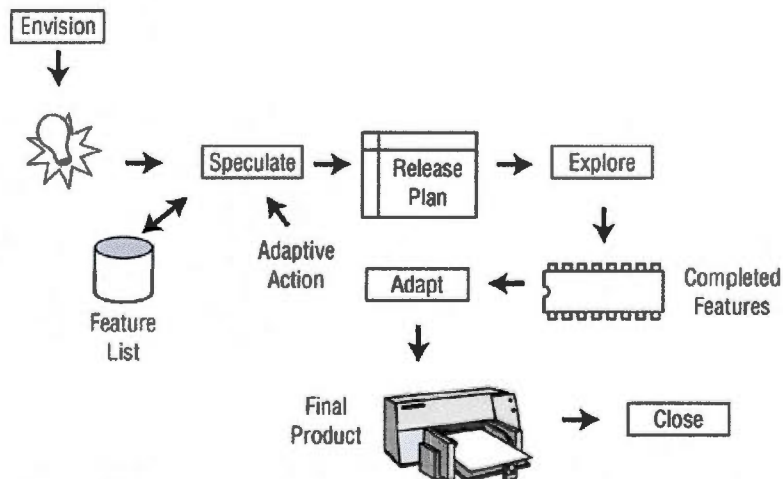 Envision
Speculate
Release
Plan
Explore
Feature
List
Adaptive
Action
Adapt
Completed
Features
Final
Product
Close